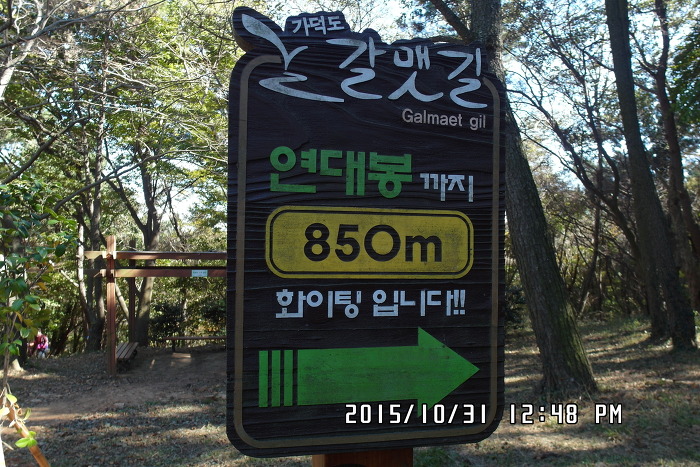 가덕도
갈맷길
Galmaet gil
연대봉 까지
850m
화이팅 입니다!!
2015/10/31 12:48 PM